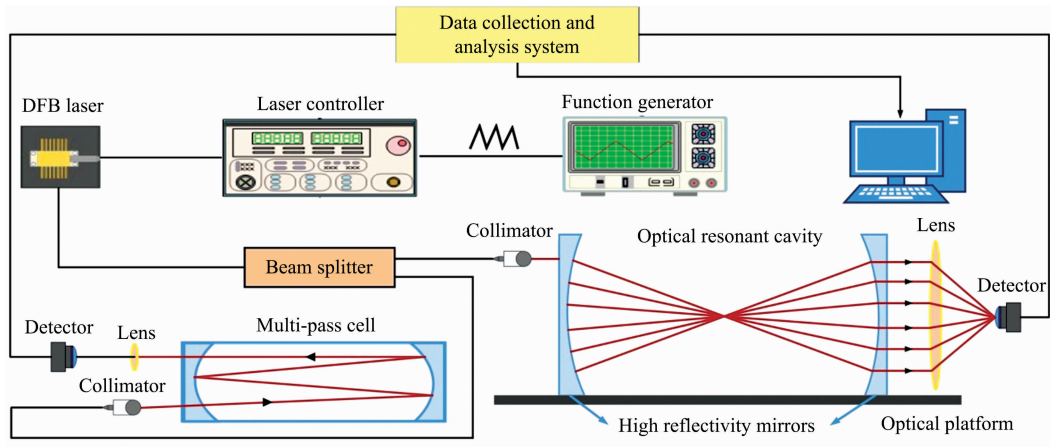 Data collection and
analysis system
DFB laser
Laser controller
Function generator
Collimator
Optical resonant cavity
Lens
Beam splitter
Detector
Detector
Lens
Multi-pass cell
Collimator
High reflectivity mirrors
Optical platform